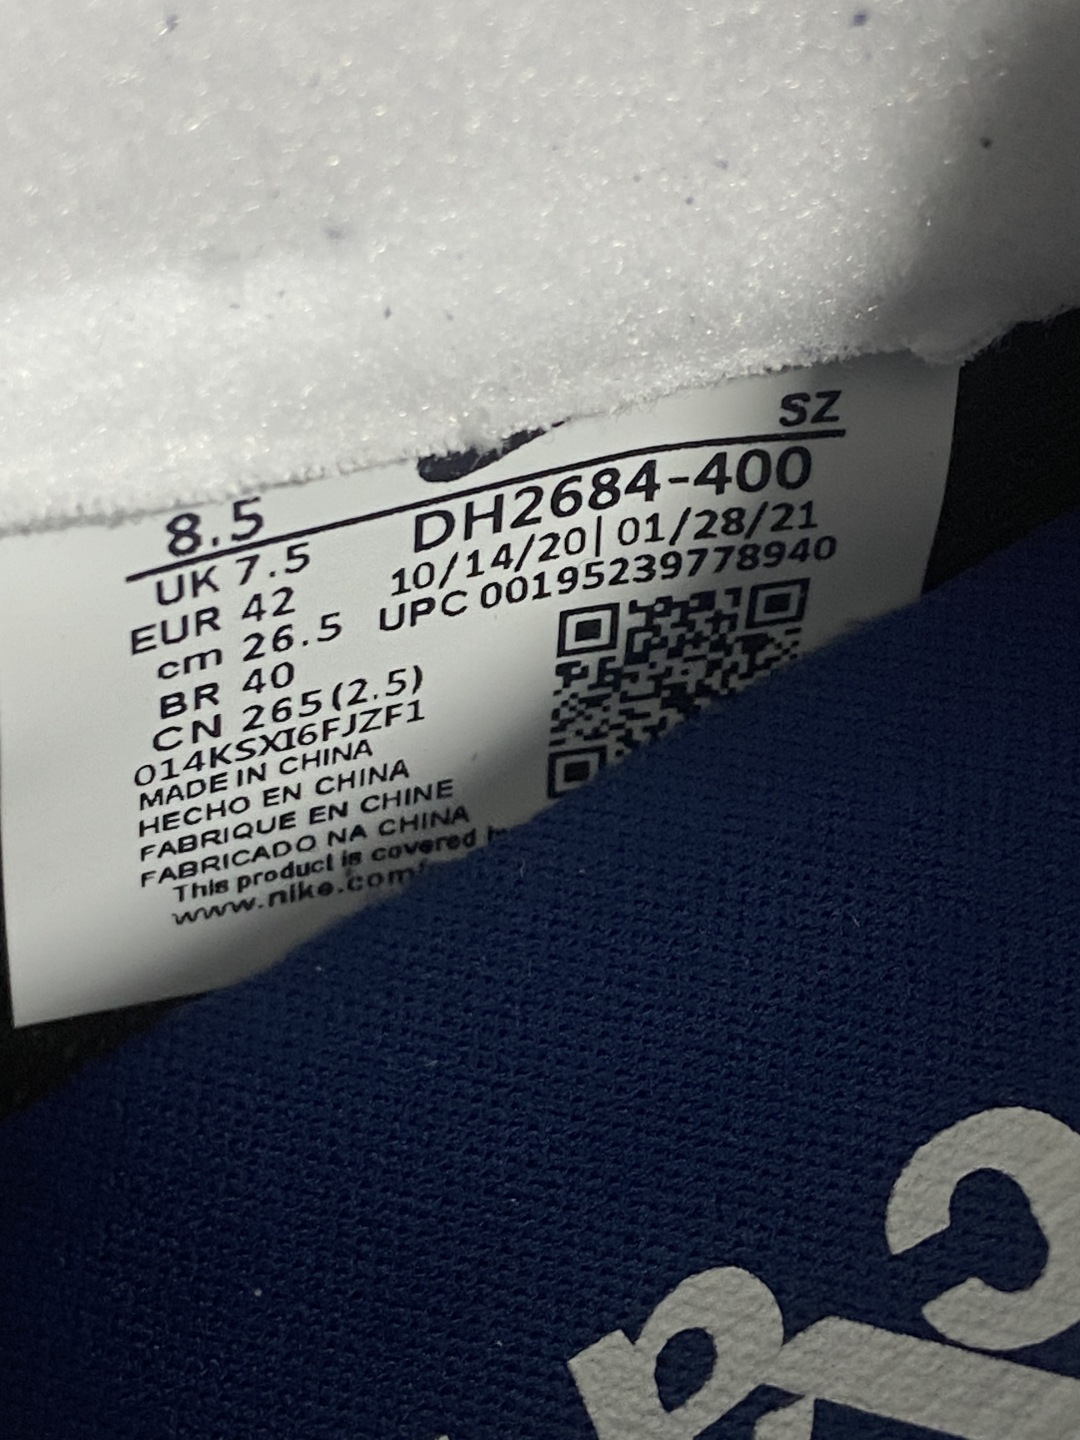 SZ
8.5 DH2684-400
UK 7.5 10/14/20| 01/28/21
EUR 42 UPC 00195239778940
cm 26.5
BR 40
CN 265(2.5)
014KSXI6FJZF1
MADE IN CHINA
HECHO EN CHINA
FABRIQUE EN CHINE
FABRICADO NA CHINA
This product is covered
www.nike.com